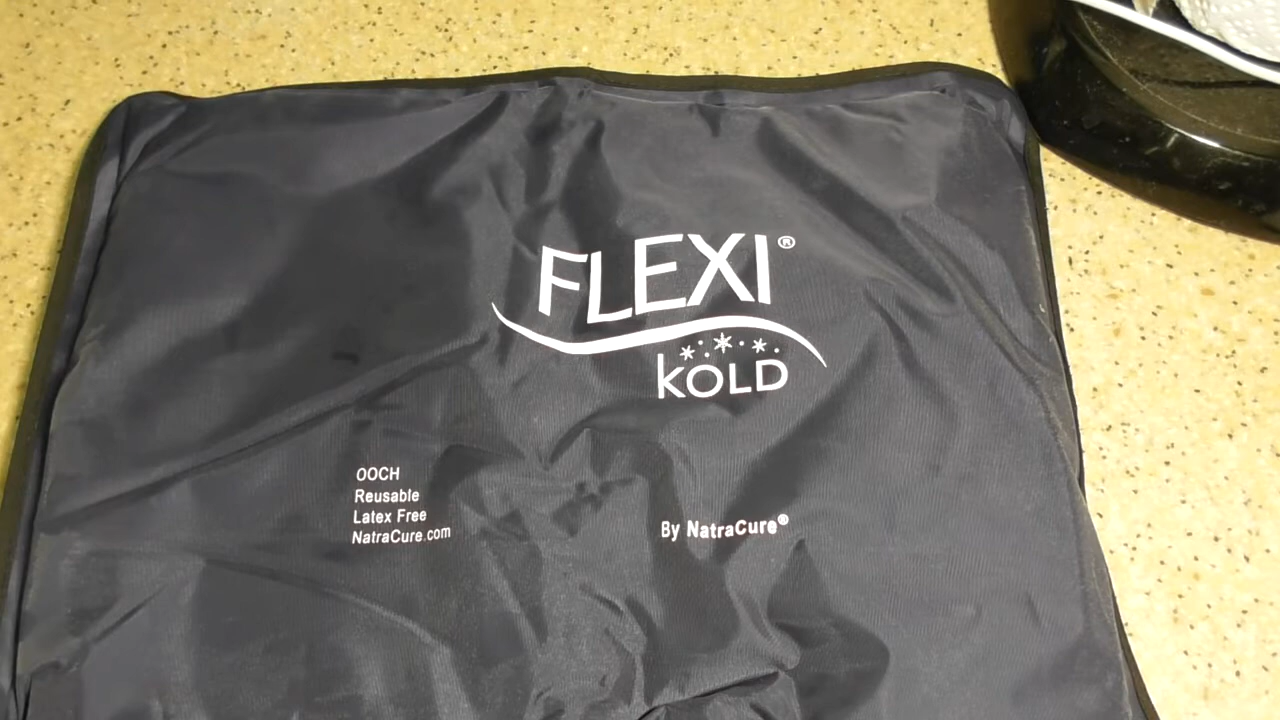 FLEXI®
KOLD
OOCH
Reusable
Latex Free
NatraCure.com
By NatraCure®